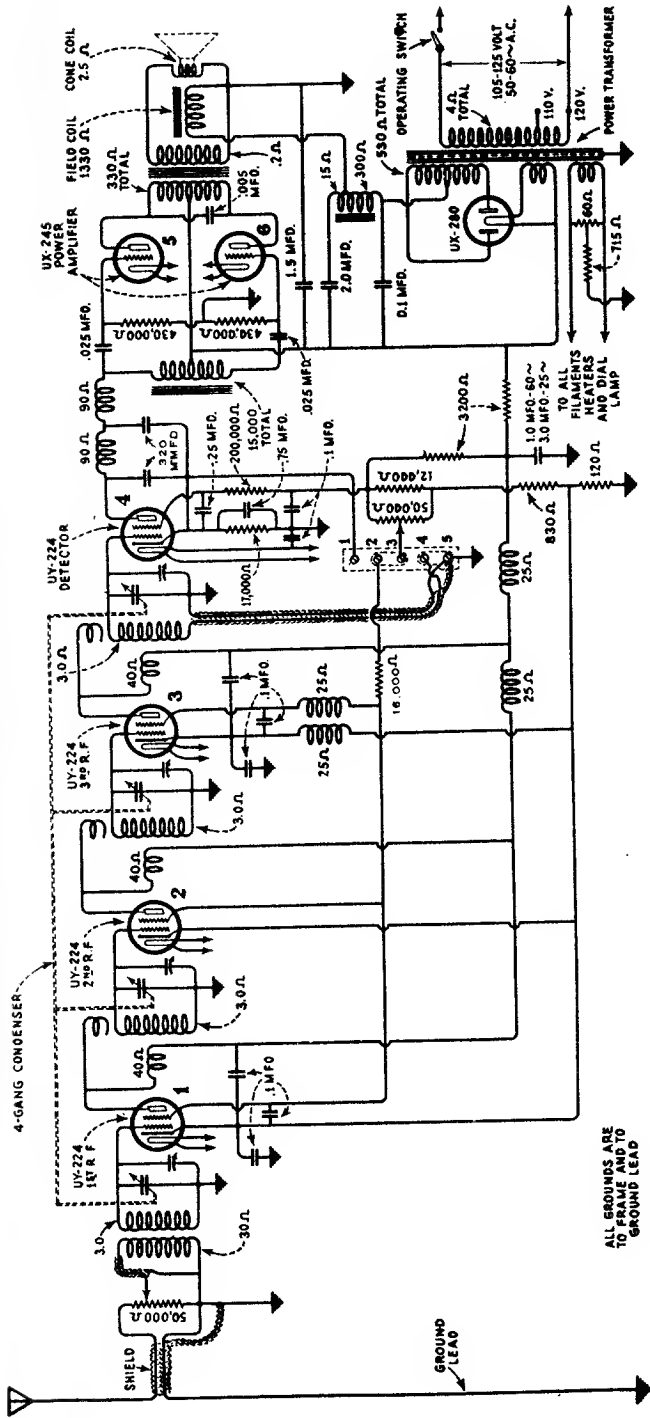 4-GANG CONDENSER
UY-224
1ST R.F
UY-224
2ND R.F.
UY-224
3RD R.F.
UY-224
DETECTOR
UX-245
POWER
AMPLIFIER
CONE COIL
2.5 Ω
FIELD COIL
1330 Ω
330 Ω
TOTAL
.2 Ω
.005
MFD.
1
2
3
4
5
6
SHIELD
50,000 Ω
3.0
30 Ω
40 Ω
3.0 Ω
40 Ω
3.0 Ω
40 Ω
3.0 Ω
.1 MFD
.1 MFD.
25 Ω
25 Ω
16,000 Ω
90 Ω
90 Ω
320
MMFD
.025 MFD.
430,000 Ω
430,000 Ω
.025 MFD.
15,000
TOTAL
.25 MFD.
200,000 Ω
.75 MFD.
.1 MFD.
17,000 Ω
1
2
3
4
5
50,000 Ω
12,000 Ω
3200 Ω
1.0 MFD.-60~
3.0 MFD.-25~
830 Ω
120 Ω
25 Ω
25 Ω
1.5 MFD.
2.0 MFD.
0.1 MFD.
15 Ω
300 Ω
530 Ω TOTAL
UX-280
OPERATING SWITCH
105-125 VOLT
50-60~ A.C.
4 Ω
TOTAL
110 V.
120 V.
POWER TRANSFORMER
60 Ω
715 Ω
TO ALL
FILAMENTS
HEATERS
AND DIAL
LAMP
GROUND
LEAD
ALL GROUNDS ARE
TO FRAME AND TO
GROUND LEAD